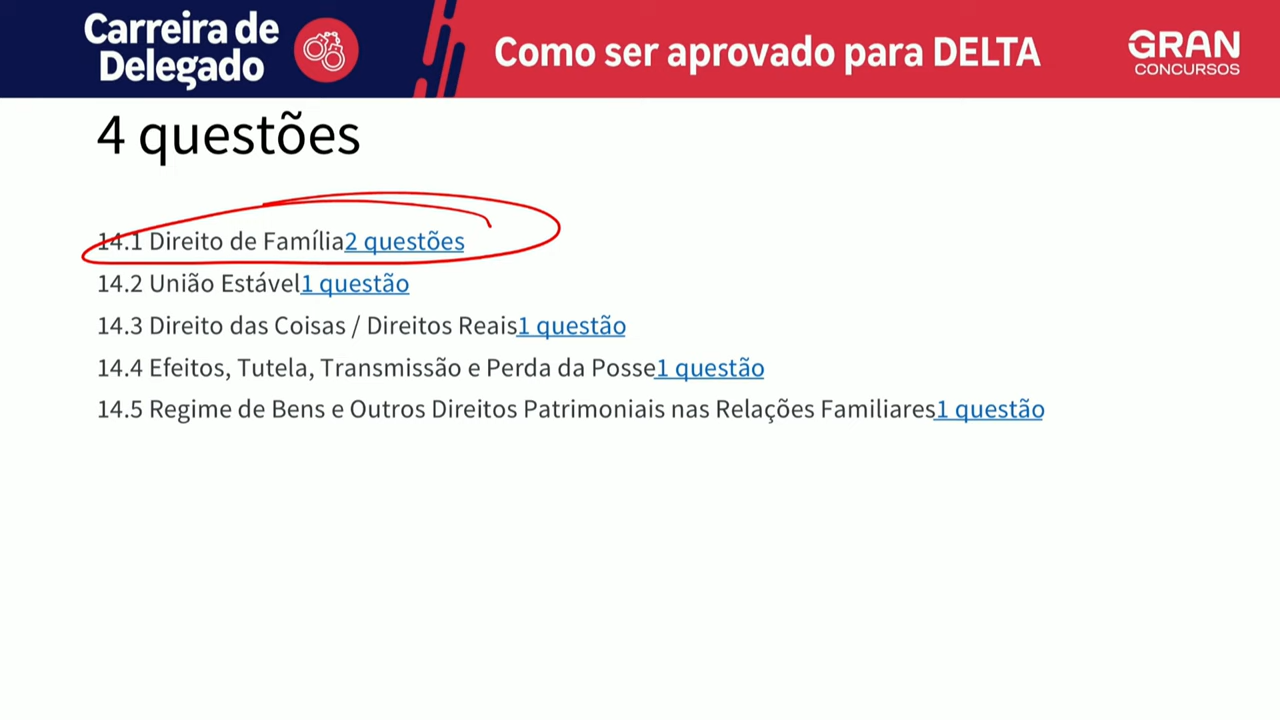 Carreira de
Delegado
Como ser aprovado para DELTA
GRAN
CONCURSOS
4 questões
14.1 Direito de Família2 questões
14.2 União Estável1 questão
14.3 Direito das Coisas / Direitos Reais1 questão
14.4 Efeitos, Tutela, Transmissão e Perda da Posse1 questão
14.5 Regime de Bens e Outros Direitos Patrimoniais nas Relações Familiares1 questão